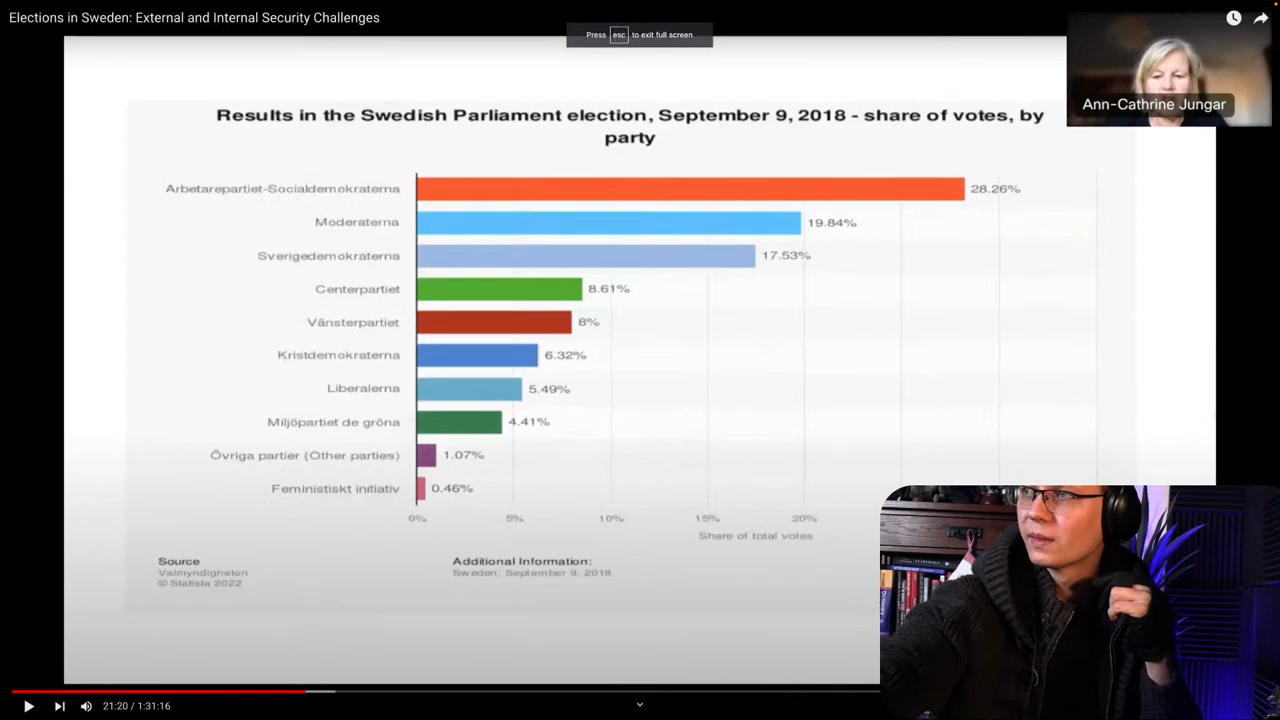 Elections in Sweden: External and Internal Security Challenges
Press esc to exit full screen
Ann-Cathrine Jungar
Results in the Swedish Parliament election, September 9, 2018 - share of votes, by
party
Arbetarepartiet-Socialdemokraterna 28.26%
Moderaterna 19.84%
Sverigedemokraterna 17.53%
Centerpartiet 8.61%
Vänsterpartiet 8%
Kristdemokraterna 6.32%
Liberalerna 5.49%
Miljöpartiet de gröna 4.41%
Övriga partier (Other parties) 1.07%
Feministiskt initiativ 0.46%
0% 5% 10% 15% 20%
Share of total votes
Source
Valmyndigheten
© Statista 2022
Additional Information:
Sweden; September 9, 2018
Dictionary
21:20 / 1:31:16